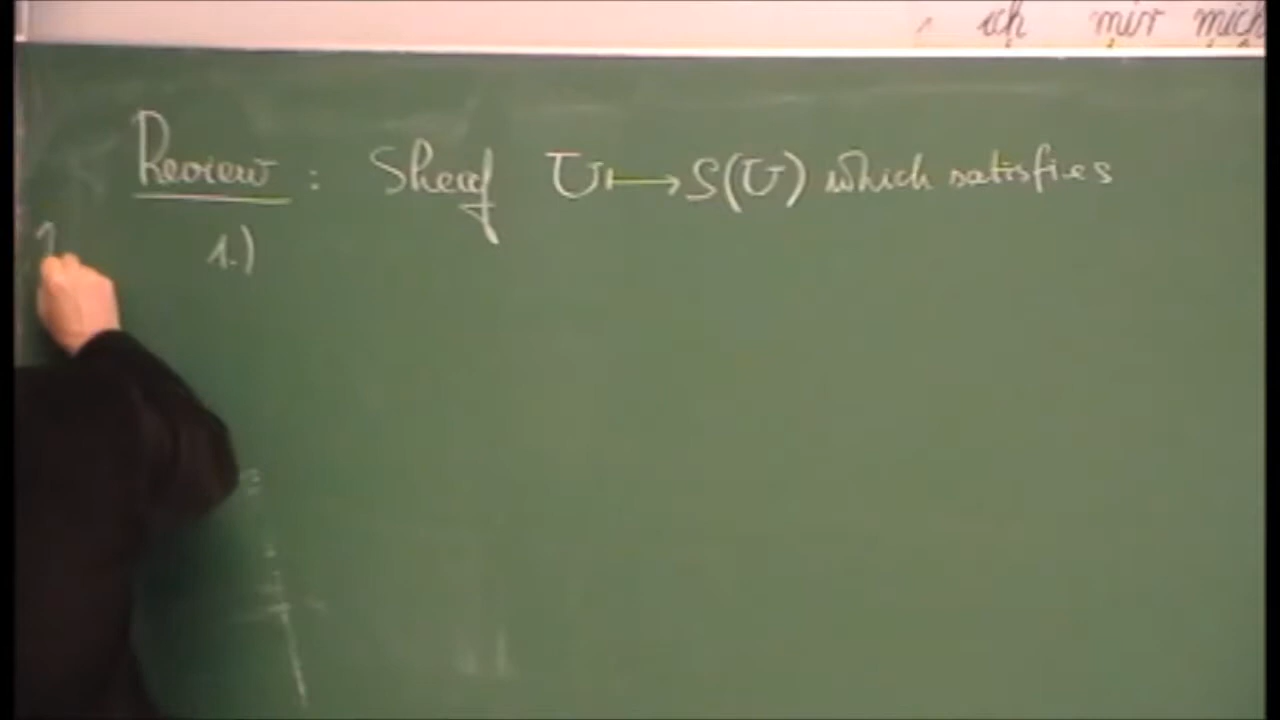 ich mir mich
Review : Sheaf U ↦ S(U) which satisfies
1.)